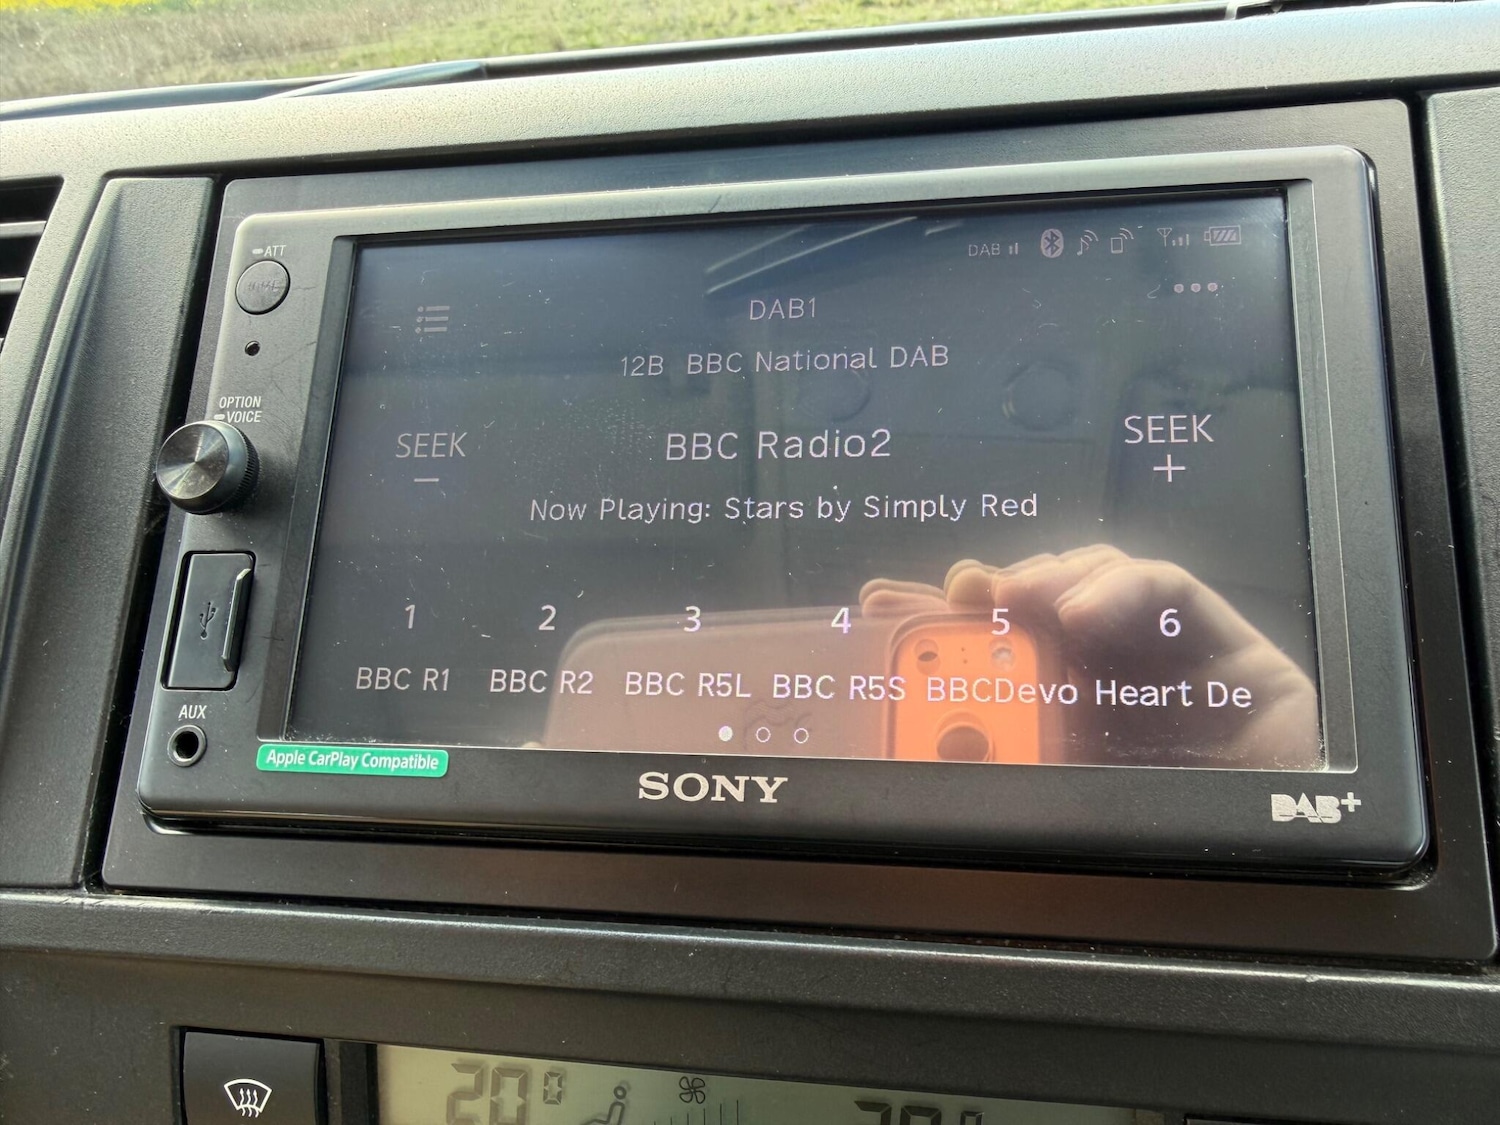 ATT
OPTION
VOICE
AUX
DAB
DAB1
12B BBC National DAB
SEEK
−
BBC Radio2
SEEK
+
Now Playing: Stars by Simply Red
1 2 3 4 5 6
BBC R1 BBC R2 BBC R5L BBC R5S BBCDevo Heart De
Apple CarPlay Compatible
SONY
DAB+
20°